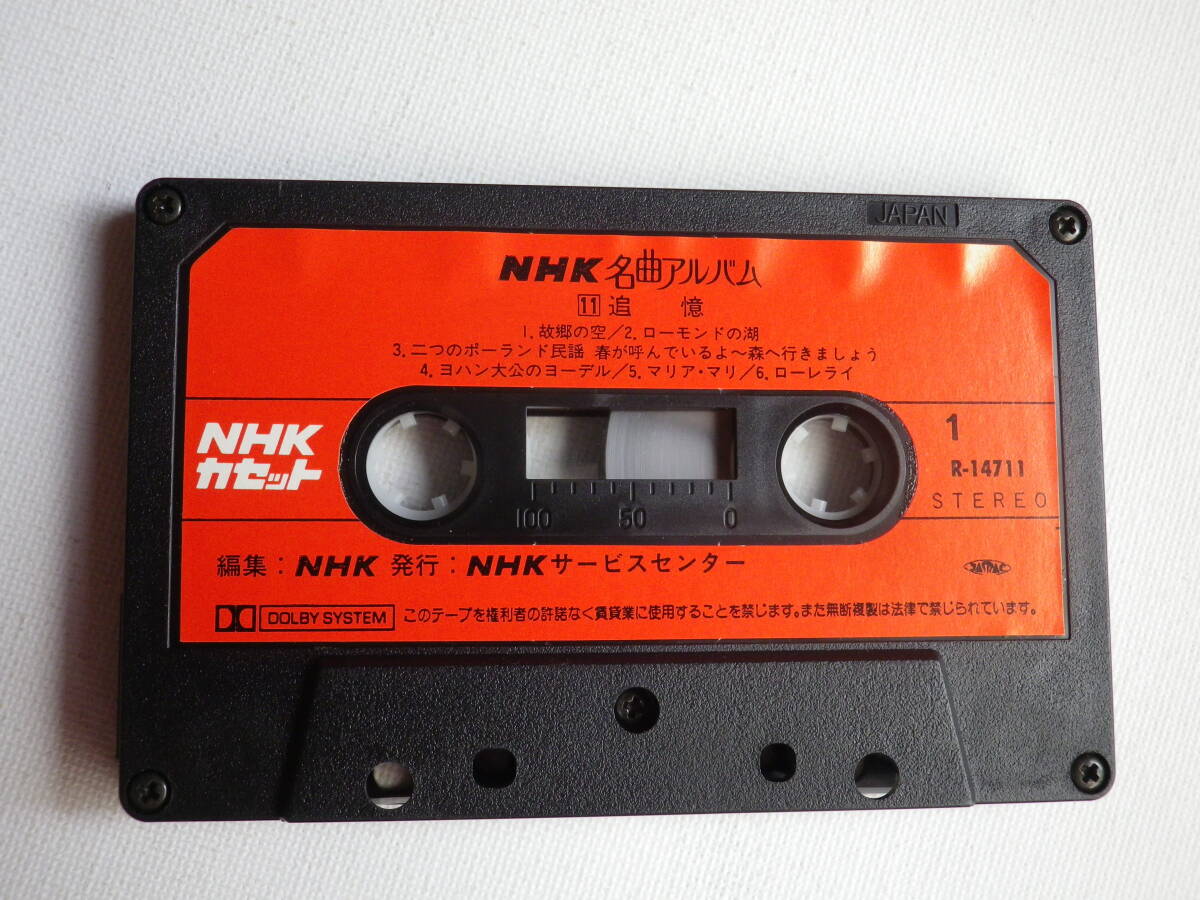 JAPAN
NHK名曲アルバム
11 追 憶
1. 故郷の空/2. ローモンドの湖
3. 二つのポーランド民謡 春が呼んでいるよ〜森へ行きましょう
4. ヨハン大公のヨーデル/5. マリア・マリ/6. ローレライ
NHK
カセット
1
R-14711
STEREO
100 50 0
編集:NHK 発行:NHKサービスセンター
JASRAC
DOLBY SYSTEM このテープを権利者の許諾なく賃貸業に使用することを禁じます。また無断複製は法律で禁じられています。